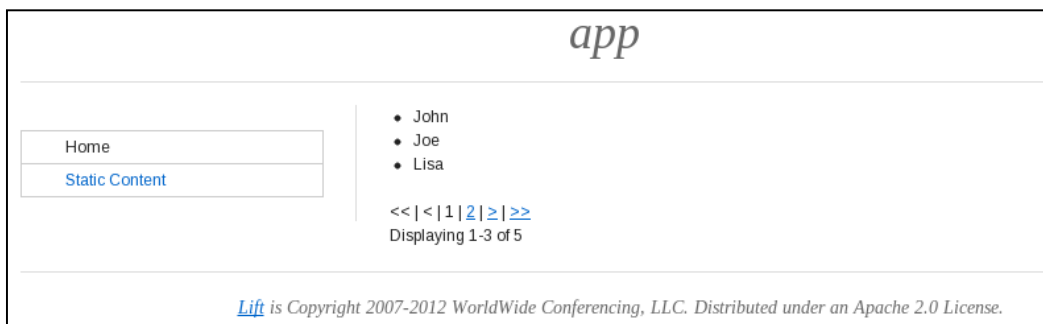 app
Home
Static Content
John
Joe
Lisa
<< | < | 1 | 2 | > | >>
Displaying 1-3 of 5
Lift is Copyright 2007-2012 WorldWide Conferencing, LLC. Distributed under an Apache 2.0 License.